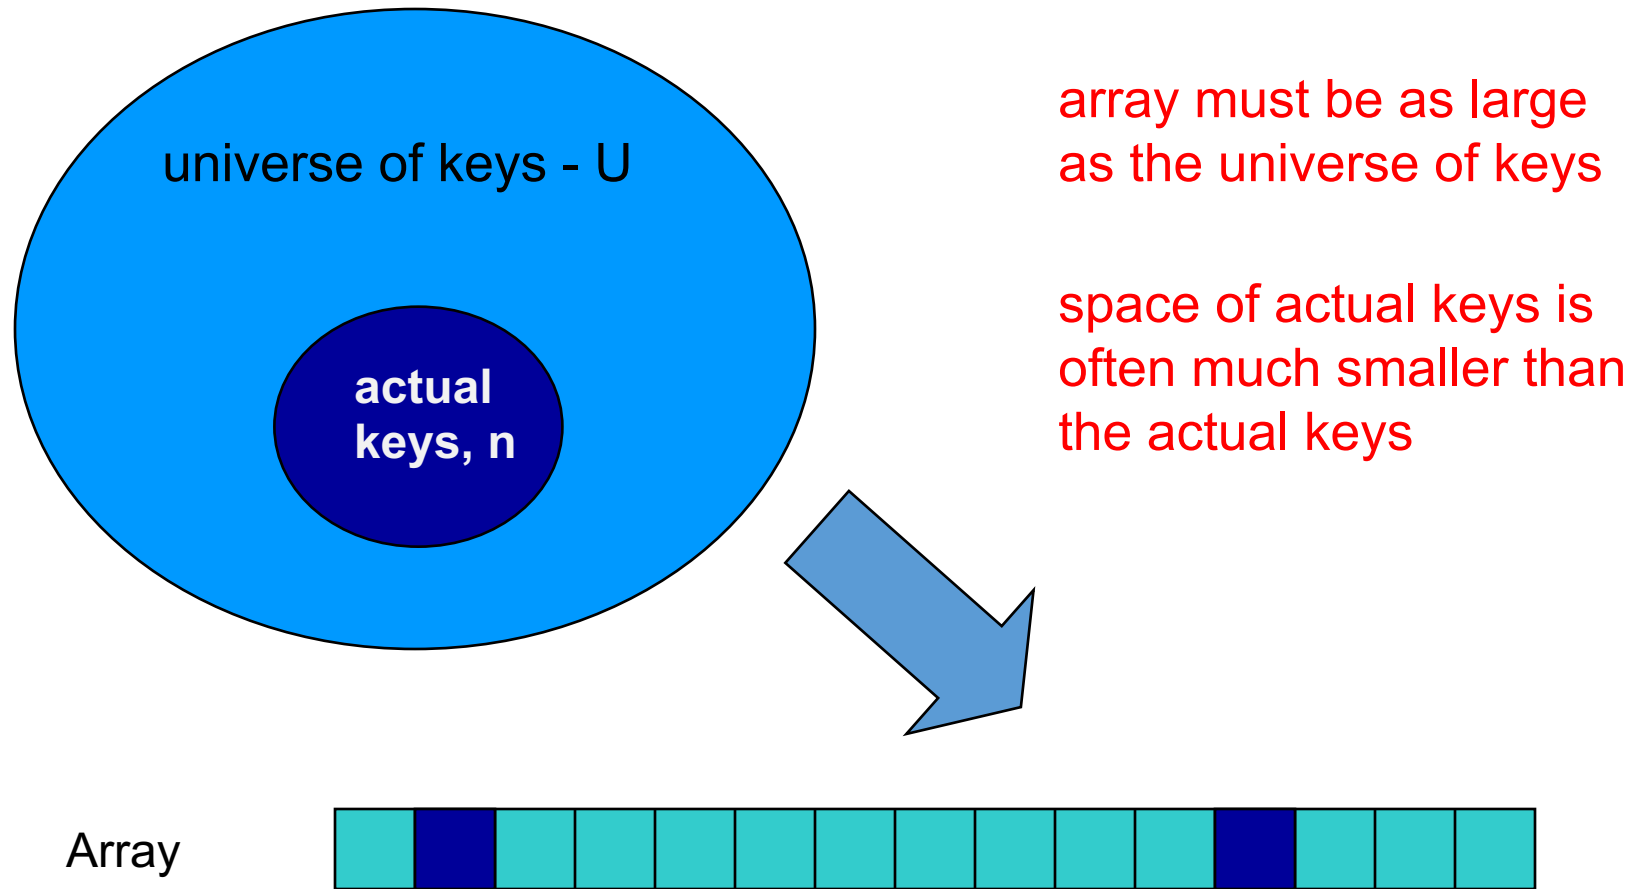 universe of keys - U
actual
keys, n
array must be as large
as the universe of keys
space of actual keys is
often much smaller than
the actual keys
Array